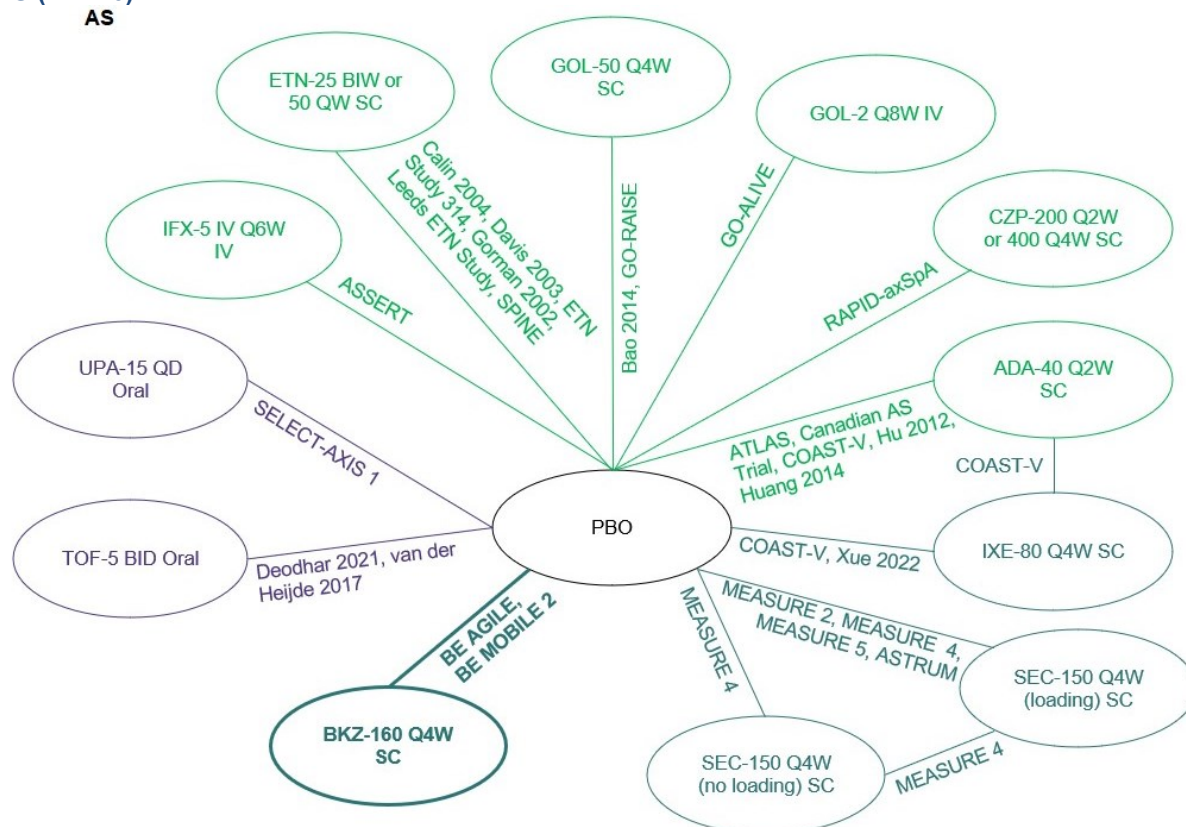 AS
ETN-25 BIW or
50 QW SC
GOL-50 Q4W
SC
GOL-2 Q8W IV
IFX-5 IV Q6W
IV
CZP-200 Q2W
or 400 Q4W SC
UPA-15 QD
Oral
ADA-40 Q2W
SC
TOF-5 BID Oral
PBO
IXE-80 Q4W SC
BKZ-160 Q4W
SC
SEC-150 Q4W
(no loading) SC
SEC-150 Q4W
(loading) SC
Calin 2004, Davis 2003, ETN
Study 314, Gorman 2002,
Leeds ETN Study, SPINE
Bao 2014, GO-RAISE
GO-ALIVE
ASSERT
RAPID-axSpA
SELECT-AXIS 1
ATLAS, Canadian AS
Trial, COAST-V, Hu 2012,
Huang 2014
COAST-V
Deodhar 2021, van der
Heijde 2017
COAST-V, Xue 2022
BE AGILE,
BE MOBILE 2
MEASURE 4
MEASURE 2, MEASURE 4,
MEASURE 5, ASTRUM
MEASURE 4